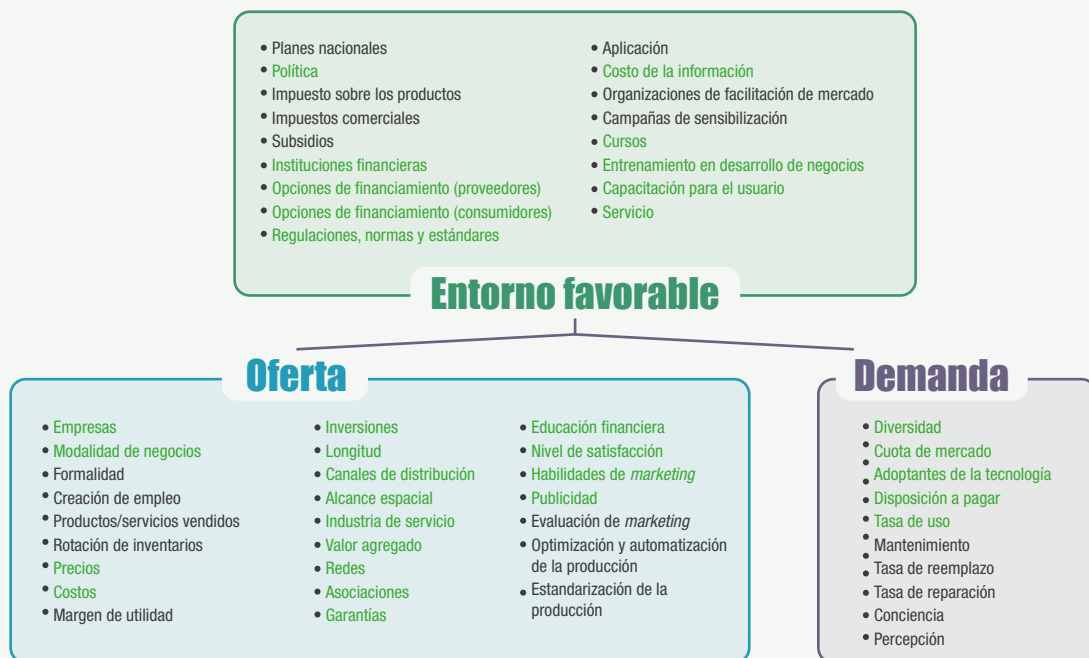 • Planes nacionales
• Política
• Impuesto sobre los productos
• Impuestos comerciales
• Subsidios
• Instituciones financieras
• Opciones de financiamiento (proveedores)
• Opciones de financiamiento (consumidores)
• Regulaciones, normas y estándares
• Aplicación
• Costo de la información
• Organizaciones de facilitación de mercado
• Campañas de sensibilización
• Cursos
• Entrenamiento en desarrollo de negocios
• Capacitación para el usuario
• Servicio
Entorno favorable
Oferta
• Empresas
• Modalidad de negocios
• Formalidad
• Creación de empleo
• Productos/servicios vendidos
• Rotación de inventarios
• Precios
• Costos
• Margen de utilidad
• Inversiones
• Longitud
• Canales de distribución
• Alcance espacial
• Industria de servicio
• Valor agregado
• Redes
• Asociaciones
• Garantías
• Educación financiera
• Nivel de satisfacción
• Habilidades de marketing
• Publicidad
• Evaluación de marketing
• Optimización y automatización
de la producción
• Estandarización de la
producción
Demanda
• Diversidad
• Cuota de mercado
• Adoptantes de la tecnología
• Disposición a pagar
• Tasa de uso
• Mantenimiento
• Tasa de reemplazo
• Tasa de reparación
• Conciencia
• Percepción